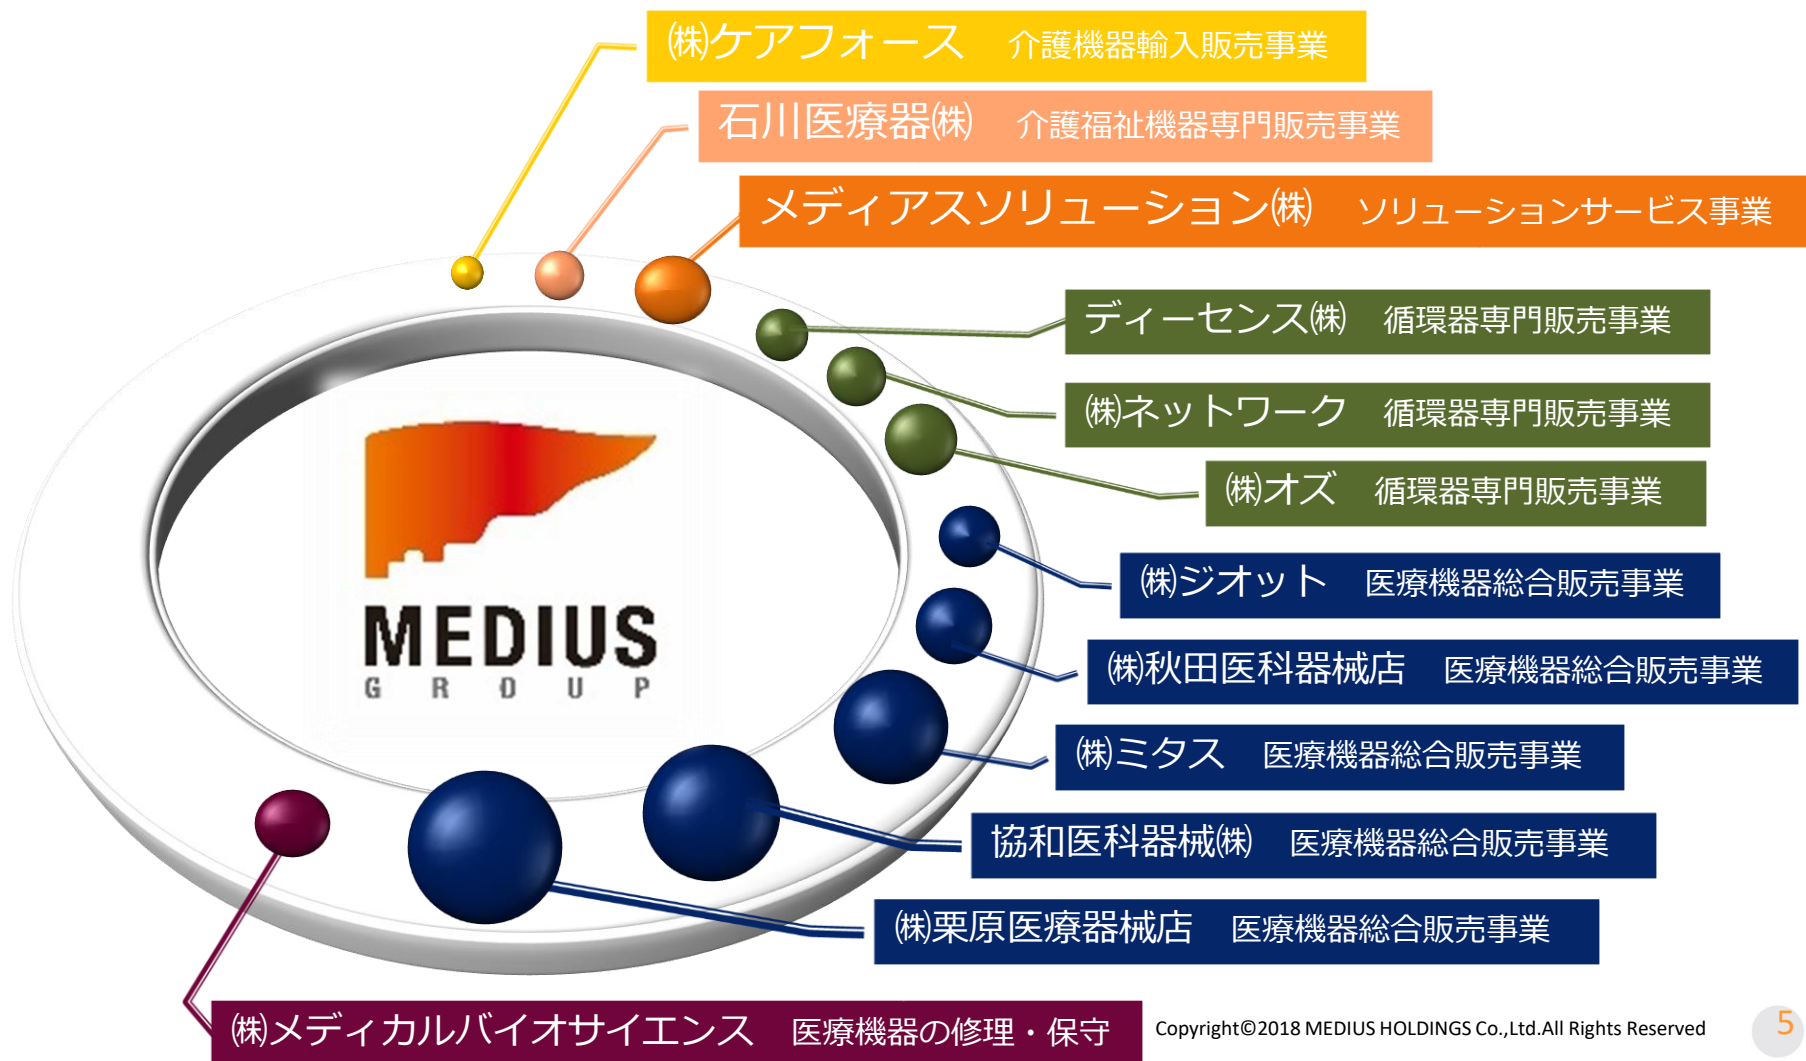 ㈱ケアフォース　介護機器輸入販売事業
石川医療器㈱　介護福祉機器専門販売事業
メディアスソリューション㈱　ソリューションサービス事業
ディーセンス㈱　循環器専門販売事業
㈱ネットワーク　循環器専門販売事業
㈱オズ　循環器専門販売事業
㈱ジオット　医療機器総合販売事業
㈱秋田医科器械店　医療機器総合販売事業
㈱ミタス　医療機器総合販売事業
協和医科器械㈱　医療機器総合販売事業
㈱栗原医療器械店　医療機器総合販売事業
㈱メディカルバイオサイエンス　医療機器の修理・保守
MEDIUS
GROUP
Copyright©2018 MEDIUS HOLDINGS Co.,Ltd.All Rights Reserved
5